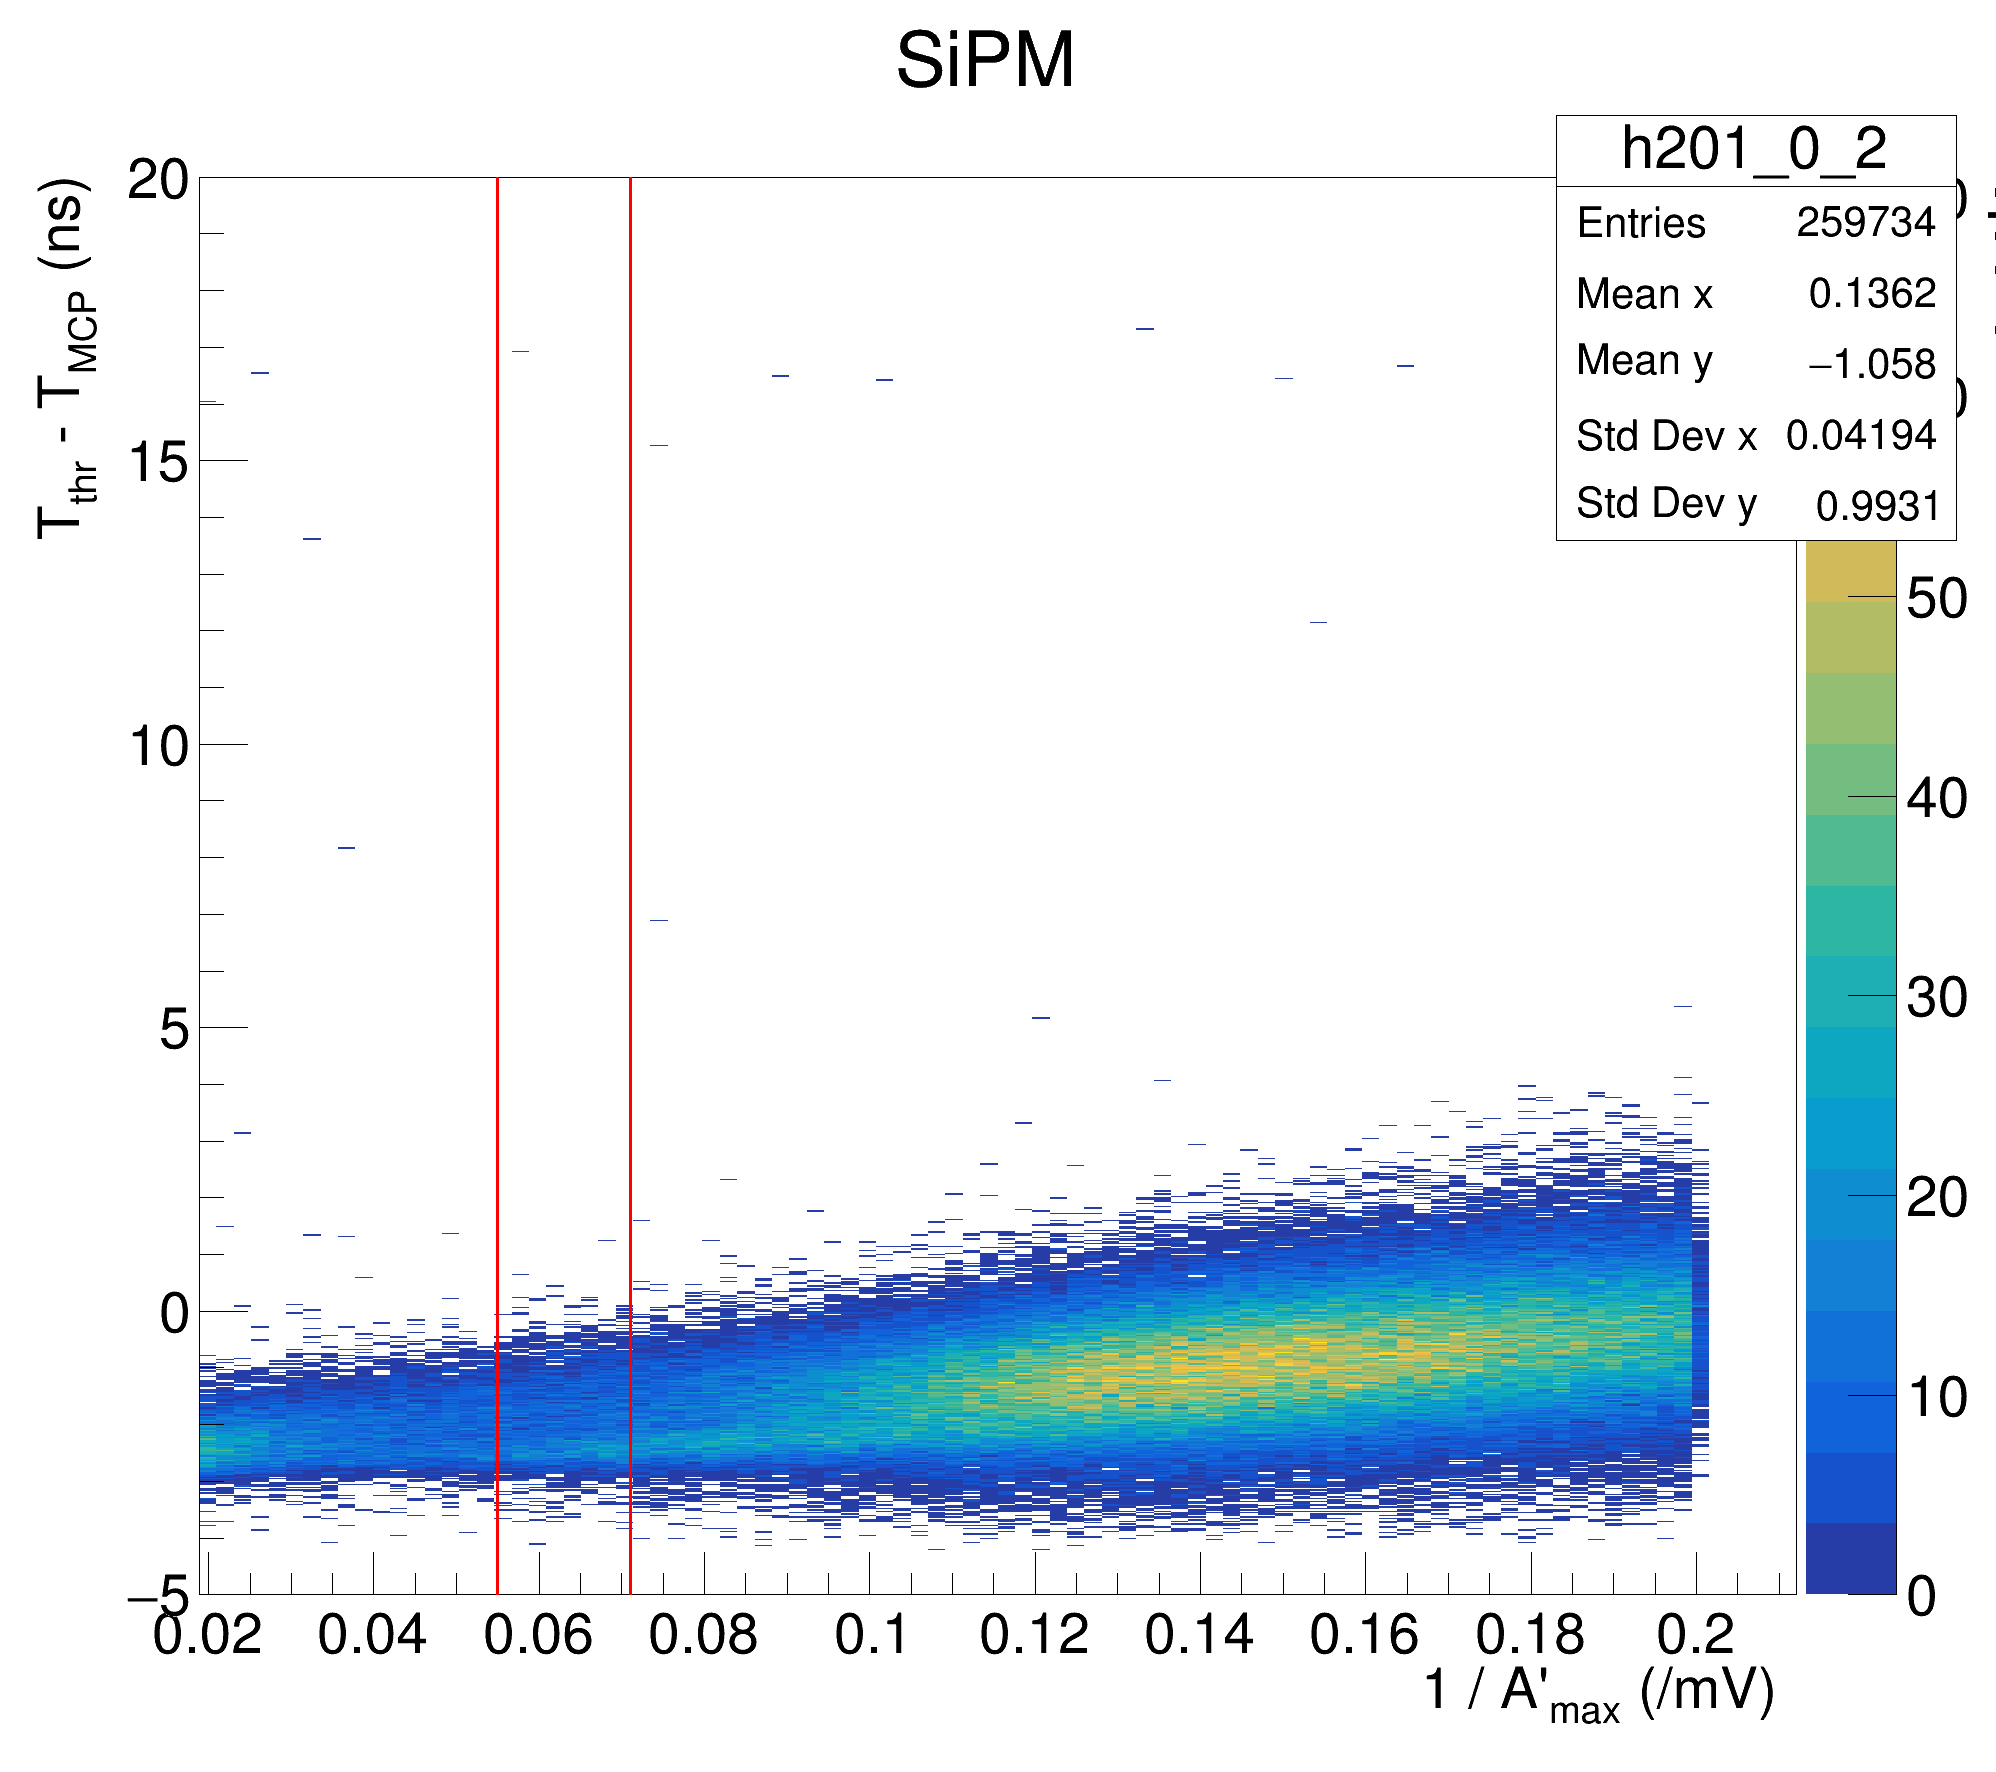 SiPM
h201_0_2
Entries 259734
Mean x 0.1362
Mean y −1.058
Std Dev x 0.04194
Std Dev y 0.9931
T_thr - T_MCP (ns)
20
15
10
5
0
−5
0.02 0.04 0.06 0.08 0.1 0.12 0.14 0.16 0.18 0.2
1 / A'_max (/mV)
50
40
30
20
10
0